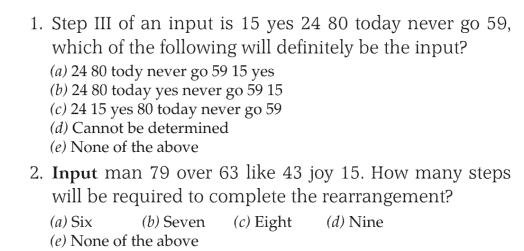 1. Step III of an input is 15 yes 24 80 today never go 59,
which of the following will definitely be the input?
(a) 24 80 tody never go 59 15 yes
(b) 24 80 today yes never go 59 15
(c) 24 15 yes 80 today never go 59
(d) Cannot be determined
(e) None of the above
2. Input man 79 over 63 like 43 joy 15. How many steps
will be required to complete the rearrangement?
(a) Six (b) Seven (c) Eight (d) Nine
(e) None of the above